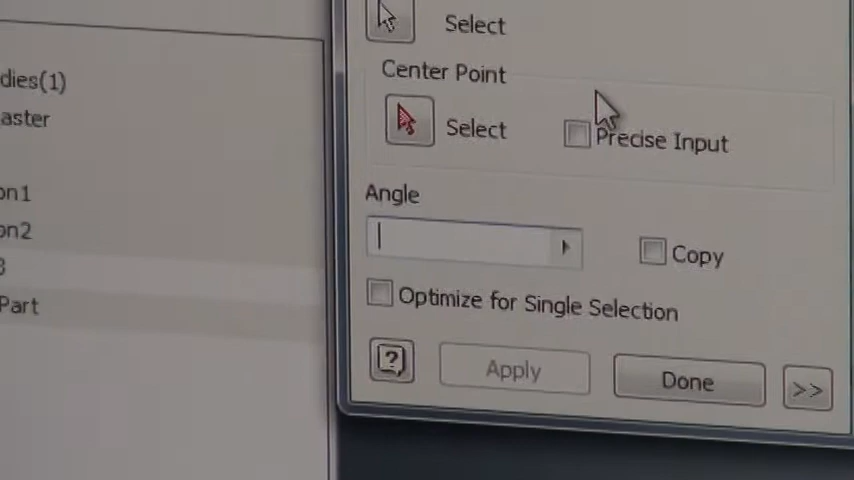 dies(1)
aster
on1
on2
3
Part
Select
Center Point
Select
Precise Input
Angle
Copy
Optimize for Single Selection
?
Apply
Done
>>